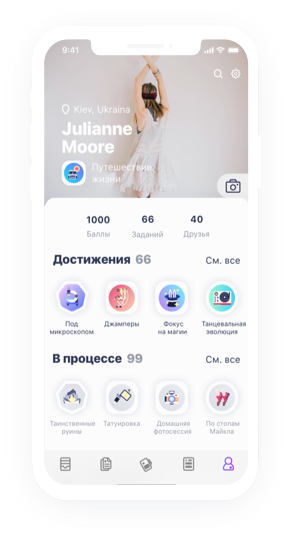 9:41
Kiev, Ukraina
Julianne
Moore
Путешествие
жизни
1000
66
40
Баллы
Заданий
Друзья
Достижения 66
См. все
Под
микроскопом
Джамперы
Фокус
на магии
Танцевальная
эволюция
В процессе 99
См. все
Таинственные
руины
Татуировка
Домашняя
фотосессия
По стопам
Майкла